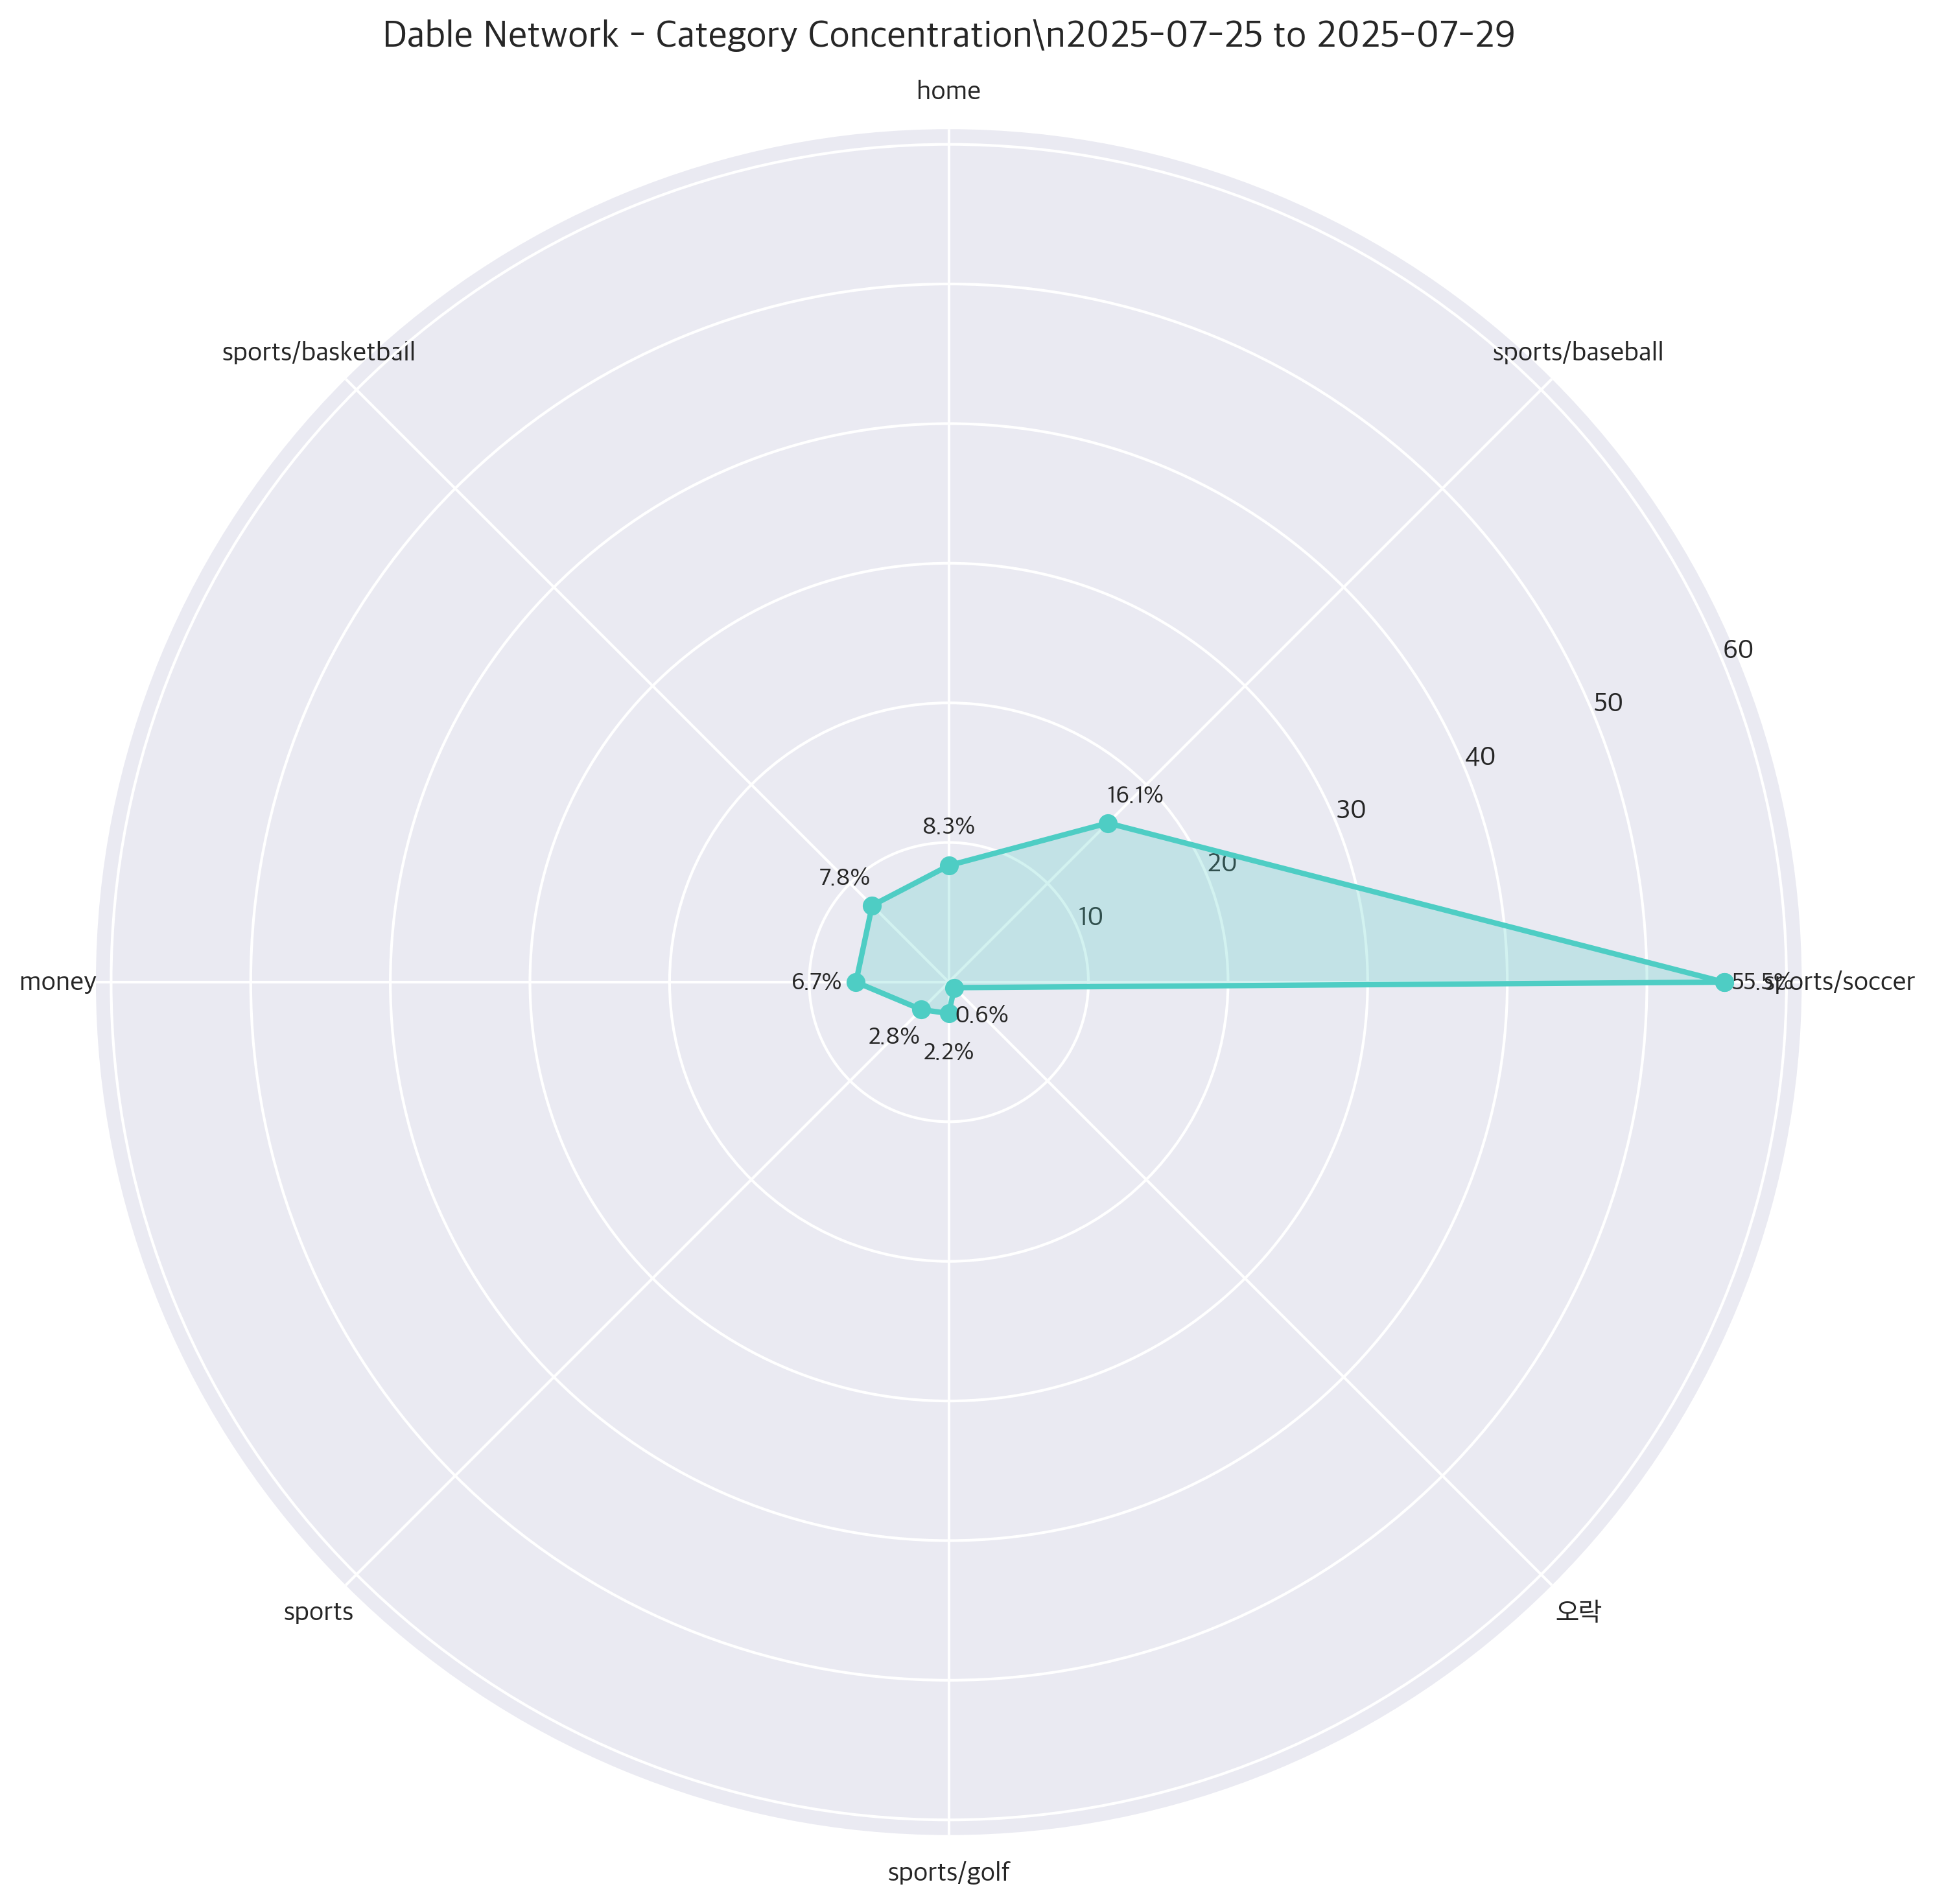 Dable Network - Category Concentration\n2025-07-25 to 2025-07-29
home
sports/basketball
sports/baseball
60
50
40
30
20
10
16.1%
8.3%
7.8%
money
6.7%
55.5%
sports/soccer
0.6%
2.8%
2.2%
sports
오락
sports/golf